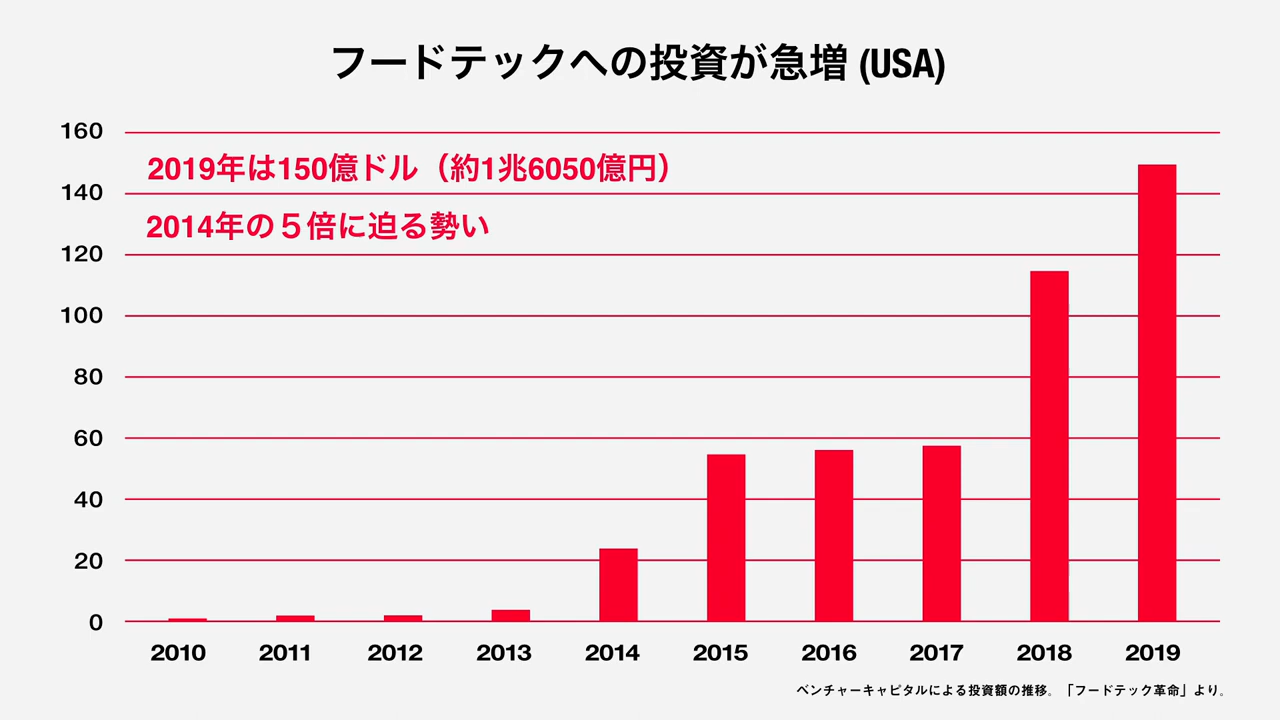 フードテックへの投資が急増 (USA)
160
2019年は150億ドル（約1兆6050億円）
140
2014年の５倍に迫る勢い
120
100
80
60
40
20
0
2010 2011 2012 2013 2014 2015 2016 2017 2018 2019
ベンチャーキャピタルによる投資額の推移。「フードテック革命」より。